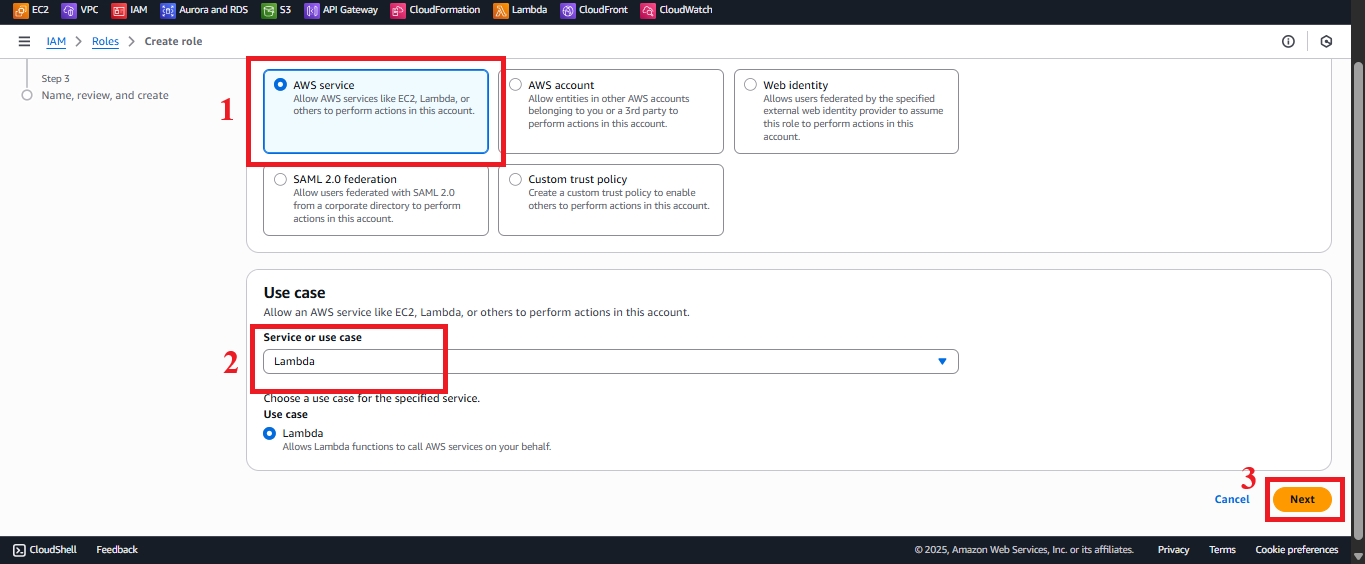 EC2 VPC IAM Aurora and RDS S3 API Gateway CloudFormation Lambda CloudFront CloudWatch
IAM > Roles > Create role
Step 3
Name, review, and create
1
AWS service
Allow AWS services like EC2, Lambda, or
others to perform actions in this account.
AWS account
Allow entities in other AWS accounts
belonging to you or a 3rd party to
perform actions in this account.
Web identity
Allows users federated by the specified
external web identity provider to assume
this role to perform actions in this
account.
SAML 2.0 federation
Allow users federated with SAML 2.0
from a corporate directory to perform
actions in this account.
Custom trust policy
Create a custom trust policy to enable
others to perform actions in this account.
Use case
Allow an AWS service like EC2, Lambda, or others to perform actions in this account.
Service or use case
2
Lambda
Choose a use case for the specified service.
Use case
Lambda
Allows Lambda functions to call AWS services on your behalf.
3
Cancel Next
CloudShell Feedback © 2025, Amazon Web Services, Inc. or its affiliates. Privacy Terms Cookie preferences